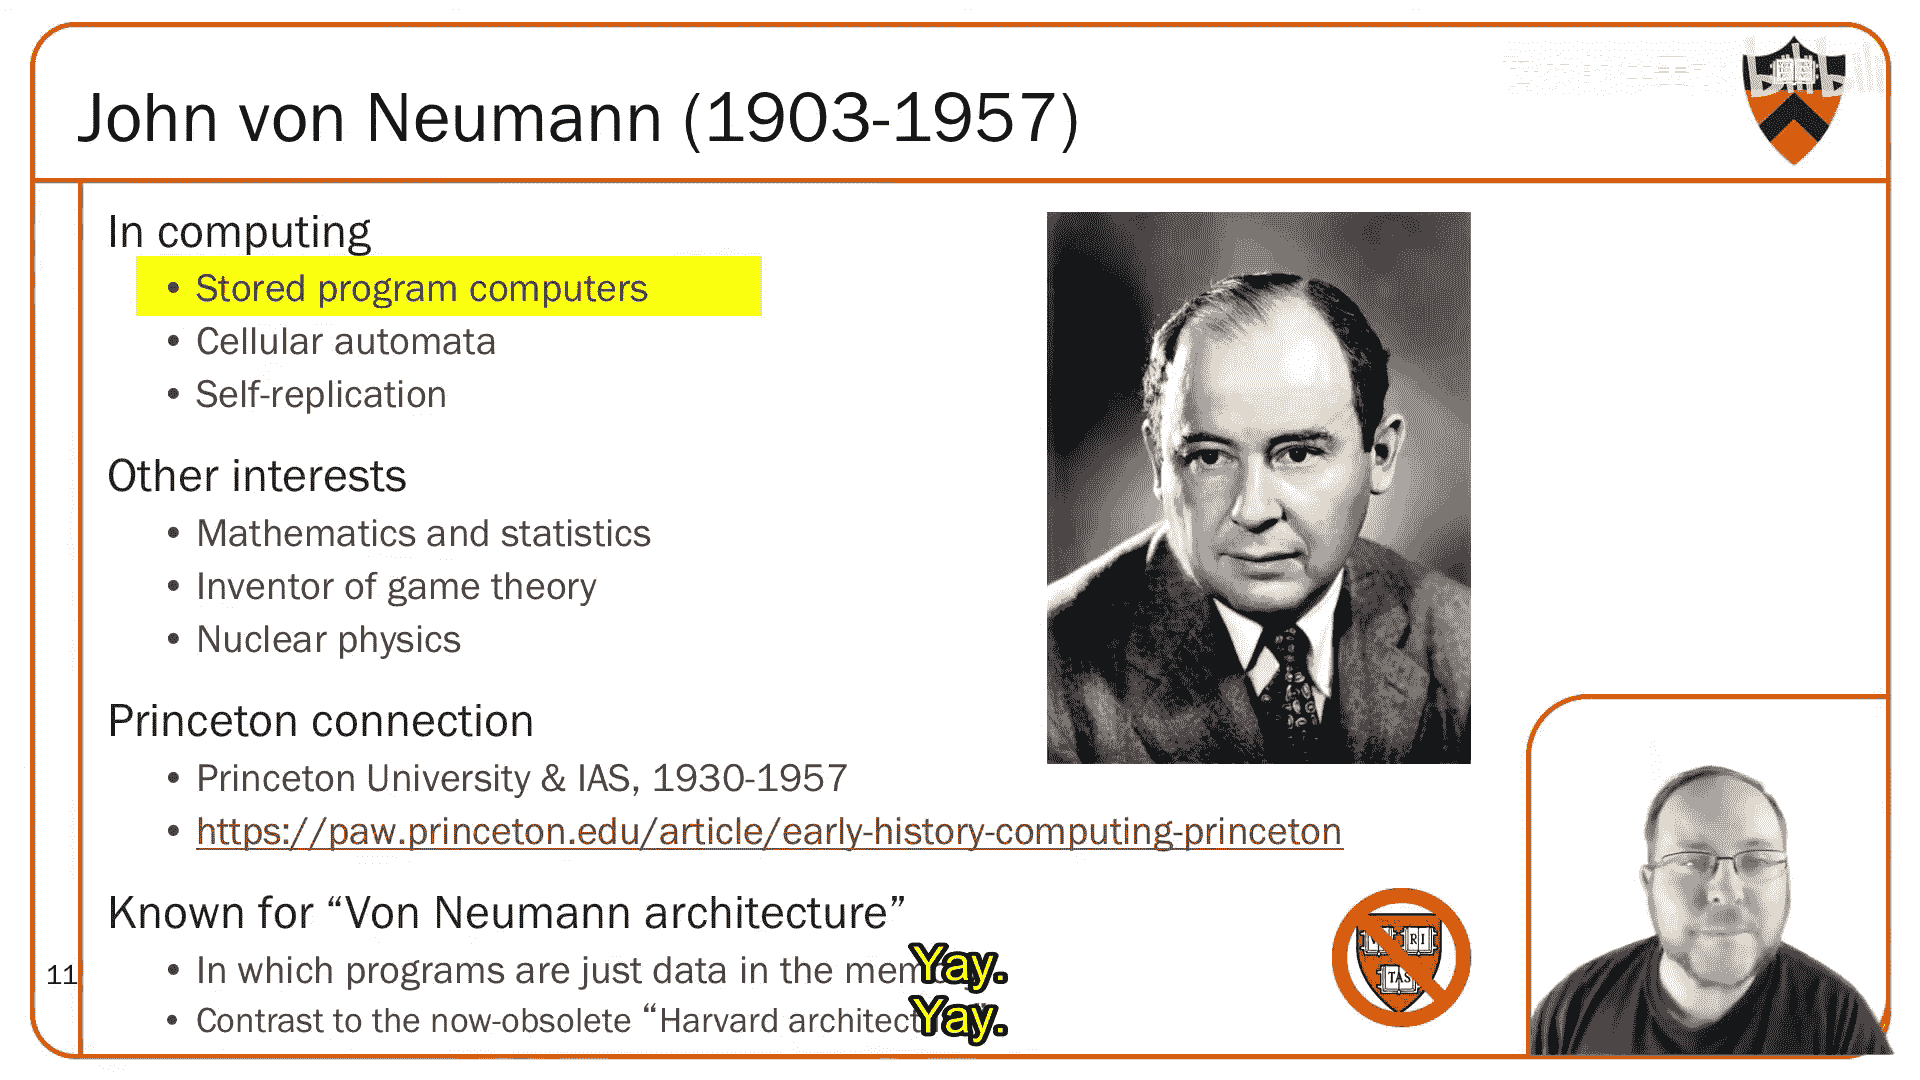 John von Neumann (1903-1957)
In computing
• Stored program computers
• Cellular automata
• Self-replication
Other interests
• Mathematics and statistics
• Inventor of game theory
• Nuclear physics
Princeton connection
• Princeton University & IAS, 1930-1957
• https://paw.princeton.edu/article/early-history-computing-princeton
Known for “Von Neumann architecture”
• In which programs are just data in the
• Contrast to the now-obsolete “Harvard
Yay.
Yay.
RI
TAS
11